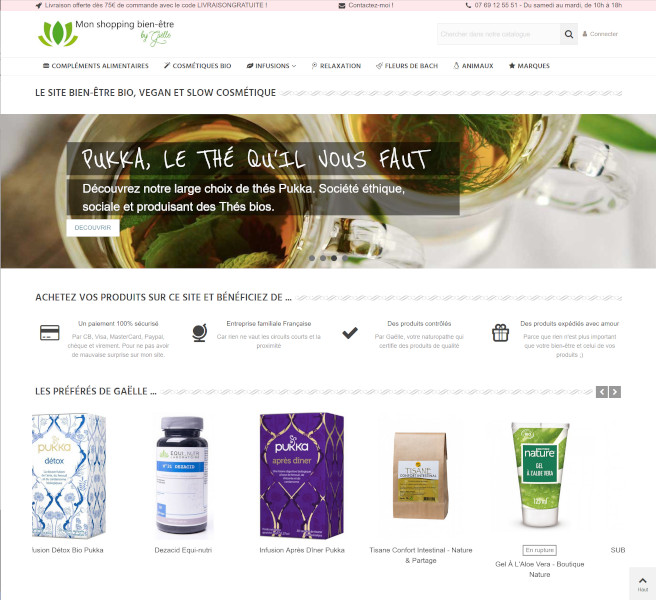 Livraison offerte dès 75€ de commande avec le code LIVRAISONGRATUITE !
Contactez-moi !
07 69 12 55 51 - Du samedi au mardi, de 10h à 18h
Mon shopping bien-être
by Gaëlle
Chercher dans notre catalogue
Connecter
COMPLÉMENTS ALIMENTAIRES
COSMÉTIQUES BIO
INFUSIONS
RELAXATION
FLEURS DE BACH
ANIMAUX
MARQUES
LE SITE BIEN-ÊTRE BIO, VEGAN ET SLOW COSMÉTIQUE
PUKKA, LE THÉ QU'IL VOUS FAUT
Découvrez notre large choix de thés Pukka. Société éthique,
sociale et produisant des Thés bios.
DECOUVRIR
ACHETEZ VOS PRODUITS SUR CE SITE ET BÉNÉFICIEZ DE ...
Un paiement 100% sécurisé
Par CB, Visa, MasterCard, Paypal,
chèque et virement. Pour ne pas avoir
de mauvaise surprise sur mon site.
Entreprise familiale Française
Car rien ne vaut les circuits courts et la
proximité
Des produits contrôlés
Par Gaëlle, votre naturopathe qui
certifie des produits de qualité
Des produits expédiés avec amour
Parce que rien n'est plus important
que votre bien-être et celui de vos
produits ;)
LES PRÉFÉRÉS DE GAËLLE ...
pukka
détox
EQUI-NUTRI
N°31 DEZACID
pukka
après dîner
TISANE
CONFORT INTESTINAL
nature
GEL
À L'ALOE VERA
125 ml
fusion Détox Bio Pukka
Dezacid Equi-nutri
Infusion Après Dîner Pukka
Tisane Confort Intestinal - Nature
& Partage
En rupture
Gel À L'Aloe Vera - Boutique
Nature
SUB
Haut